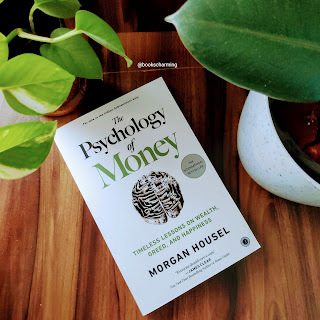 @bookscharming
The
Psychology
of
Money
TIMELESS LESSONS ON WEALTH,
GREED, AND HAPPINESS
MORGAN HOUSEL